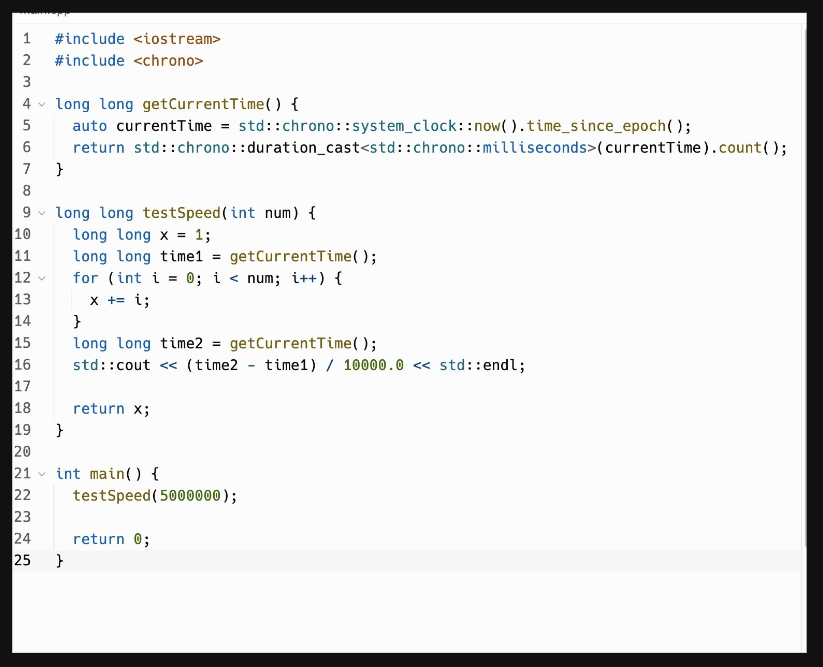 1 #include <iostream>
2 #include <chrono>
3
4 long long getCurrentTime() {
5   auto currentTime = std::chrono::system_clock::now().time_since_epoch();
6   return std::chrono::duration_cast<std::chrono::milliseconds>(currentTime).count();
7 }
8
9 long long testSpeed(int num) {
10   long long x = 1;
11   long long time1 = getCurrentTime();
12   for (int i = 0; i < num; i++) {
13     x += i;
14   }
15   long long time2 = getCurrentTime();
16   std::cout << (time2 - time1) / 10000.0 << std::endl;
17
18   return x;
19 }
20
21 int main() {
22   testSpeed(5000000);
23
24   return 0;
25 }